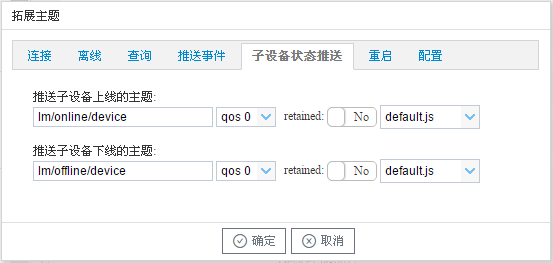 拓展主题
连接 离线 查询 推送事件 子设备状态推送 重启 配置
推送子设备上线的主题:
lm/online/device qos 0 retained: No default.js
推送子设备下线的主题:
lm/offline/device qos 0 retained: No default.js
确定 取消